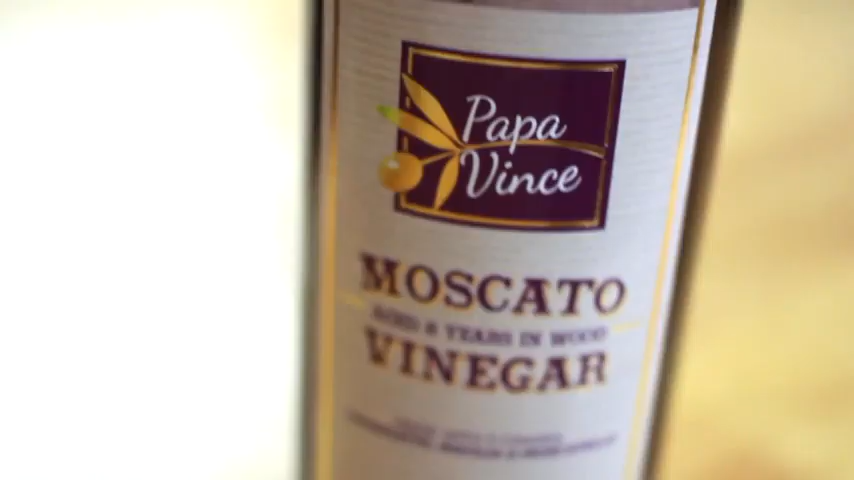 Papa
Vince
MOSCATO
AGED 8 YEARS IN WOOD
VINEGAR